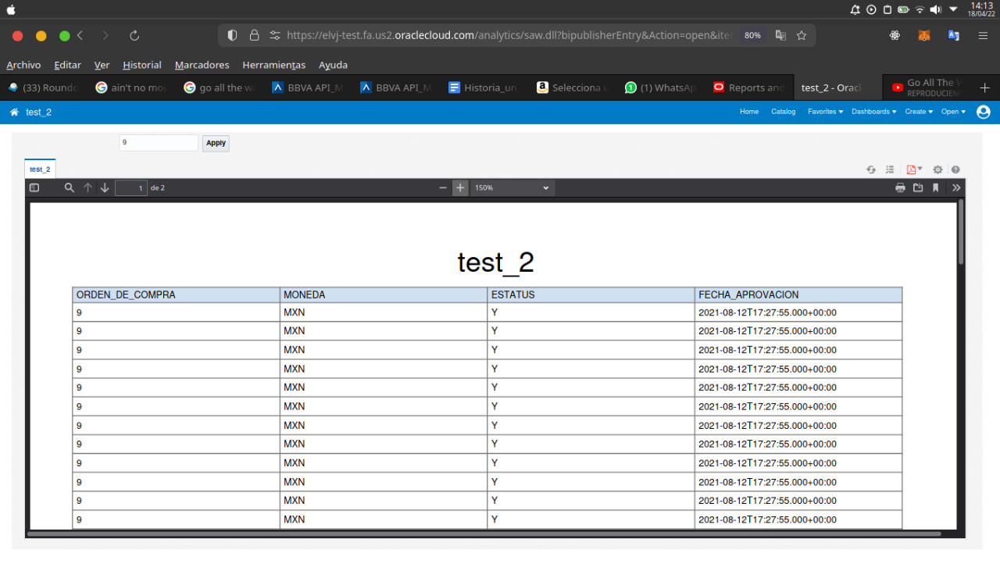 14:13
18/04/22
https://elvj-test.fa.us2.oraclecloud.com/analytics/saw.dll?bipublisherEntry&Action=open&ite
80%
Archivo Editar Ver Historial Marcadores Herramientas Ayuda
(33) Roundc ain't no mou go all the w BBVA API_M BBVA API_M Historia_un_ Selecciona u (1) WhatsAp Reports and test_2 - Oracl Go All The W
REPRODUCIEN
test_2 Home Catalog Favorites Dashboards Create Open
9 Apply
test_2
1 de 2 150%
test_2
ORDEN_DE_COMPRA MONEDA ESTATUS FECHA_APROVACION
9 MXN Y 2021-08-12T17:27:55.000+00:00
9 MXN Y 2021-08-12T17:27:55.000+00:00
9 MXN Y 2021-08-12T17:27:55.000+00:00
9 MXN Y 2021-08-12T17:27:55.000+00:00
9 MXN Y 2021-08-12T17:27:55.000+00:00
9 MXN Y 2021-08-12T17:27:55.000+00:00
9 MXN Y 2021-08-12T17:27:55.000+00:00
9 MXN Y 2021-08-12T17:27:55.000+00:00
9 MXN Y 2021-08-12T17:27:55.000+00:00
9 MXN Y 2021-08-12T17:27:55.000+00:00
9 MXN Y 2021-08-12T17:27:55.000+00:00
9 MXN Y 2021-08-12T17:27:55.000+00:00